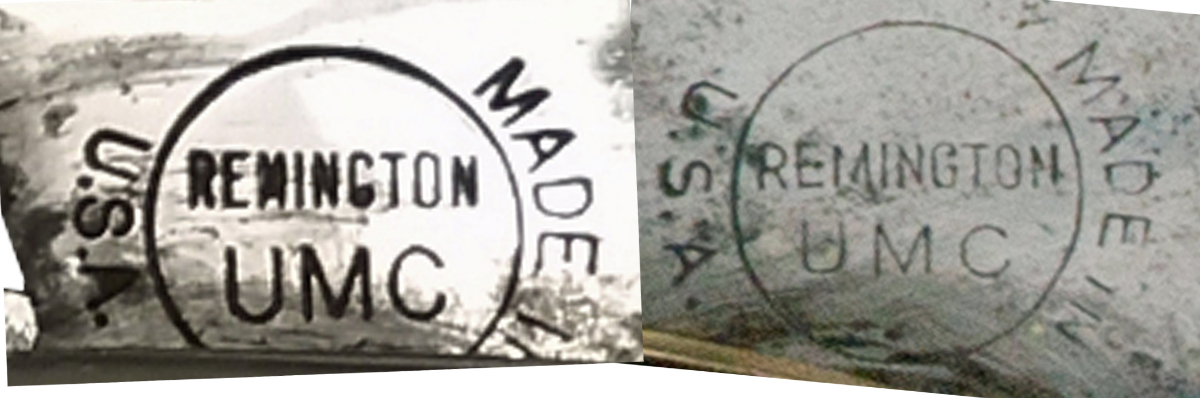 MADE IN
REMINGTON
UMC
U.S.A.
MADE IN
REMINGTON
UMC
U.S.A.